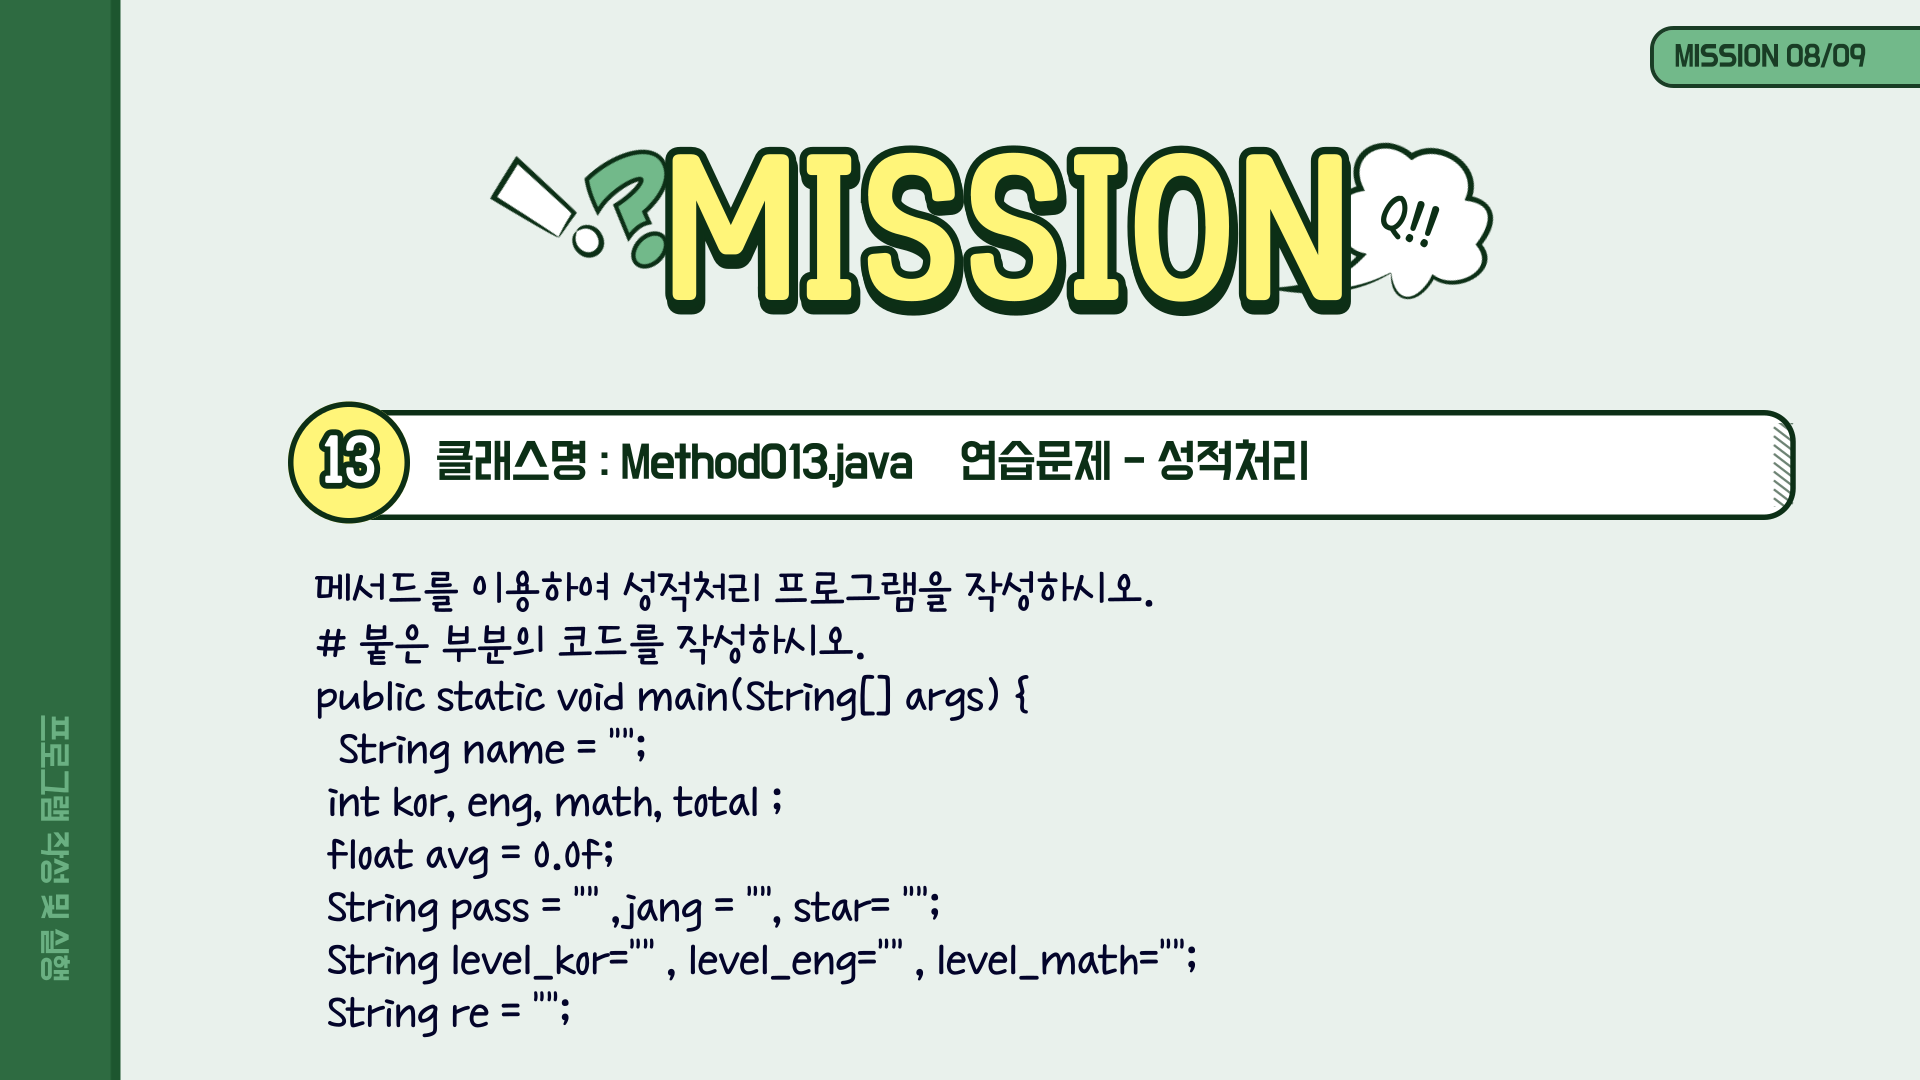 MISSION 08/09
MISSION
Q!!
13
클래스명 : Method013.java 연습문제 - 성적처리
메서드를 이용하여 성적처리 프로그램을 작성하시오.
# 붙은 부분의 코드를 작성하시오.
public static void main(String[] args) {
String name = "";
int kor, eng, math, total ;
float avg = 0.0f;
String pass = "" ,jang = "", star= "";
String level_kor="" , level_eng="" , level_math="";
String re = "";
프로그램 작성 및 실행